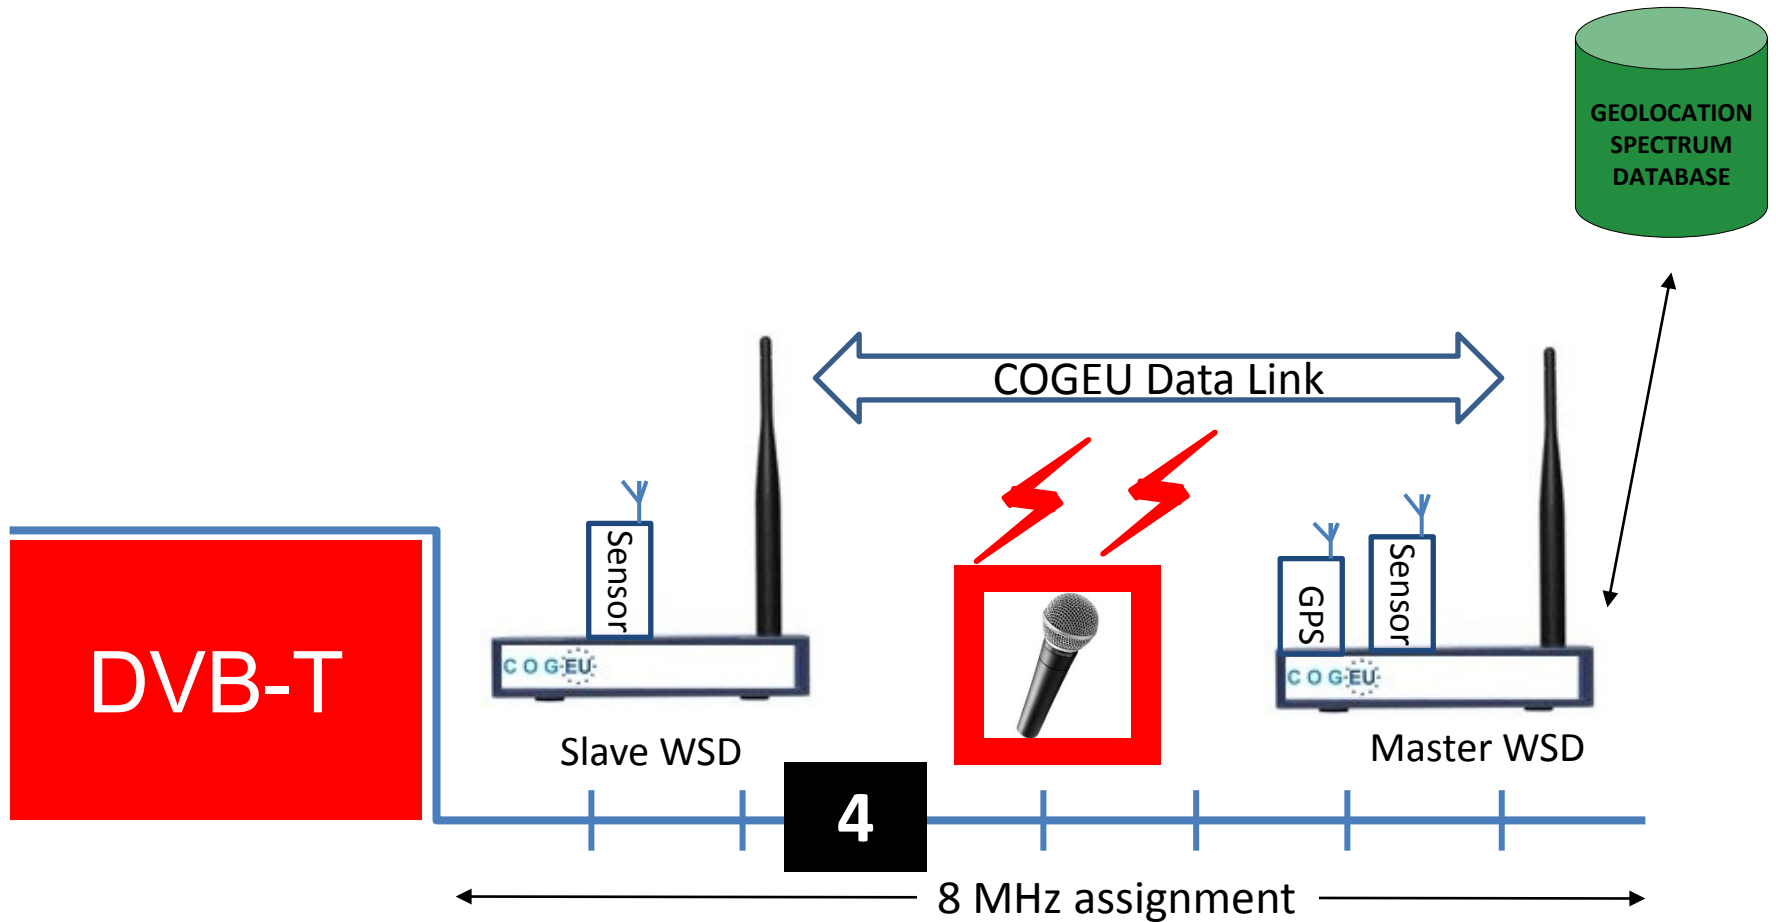 GEOLOCATION
SPECTRUM
DATABASE
COGEU Data Link
Sensor
GPS
Sensor
DVB-T
COGEU
COGEU
Slave WSD
Master WSD
4
8 MHz assignment